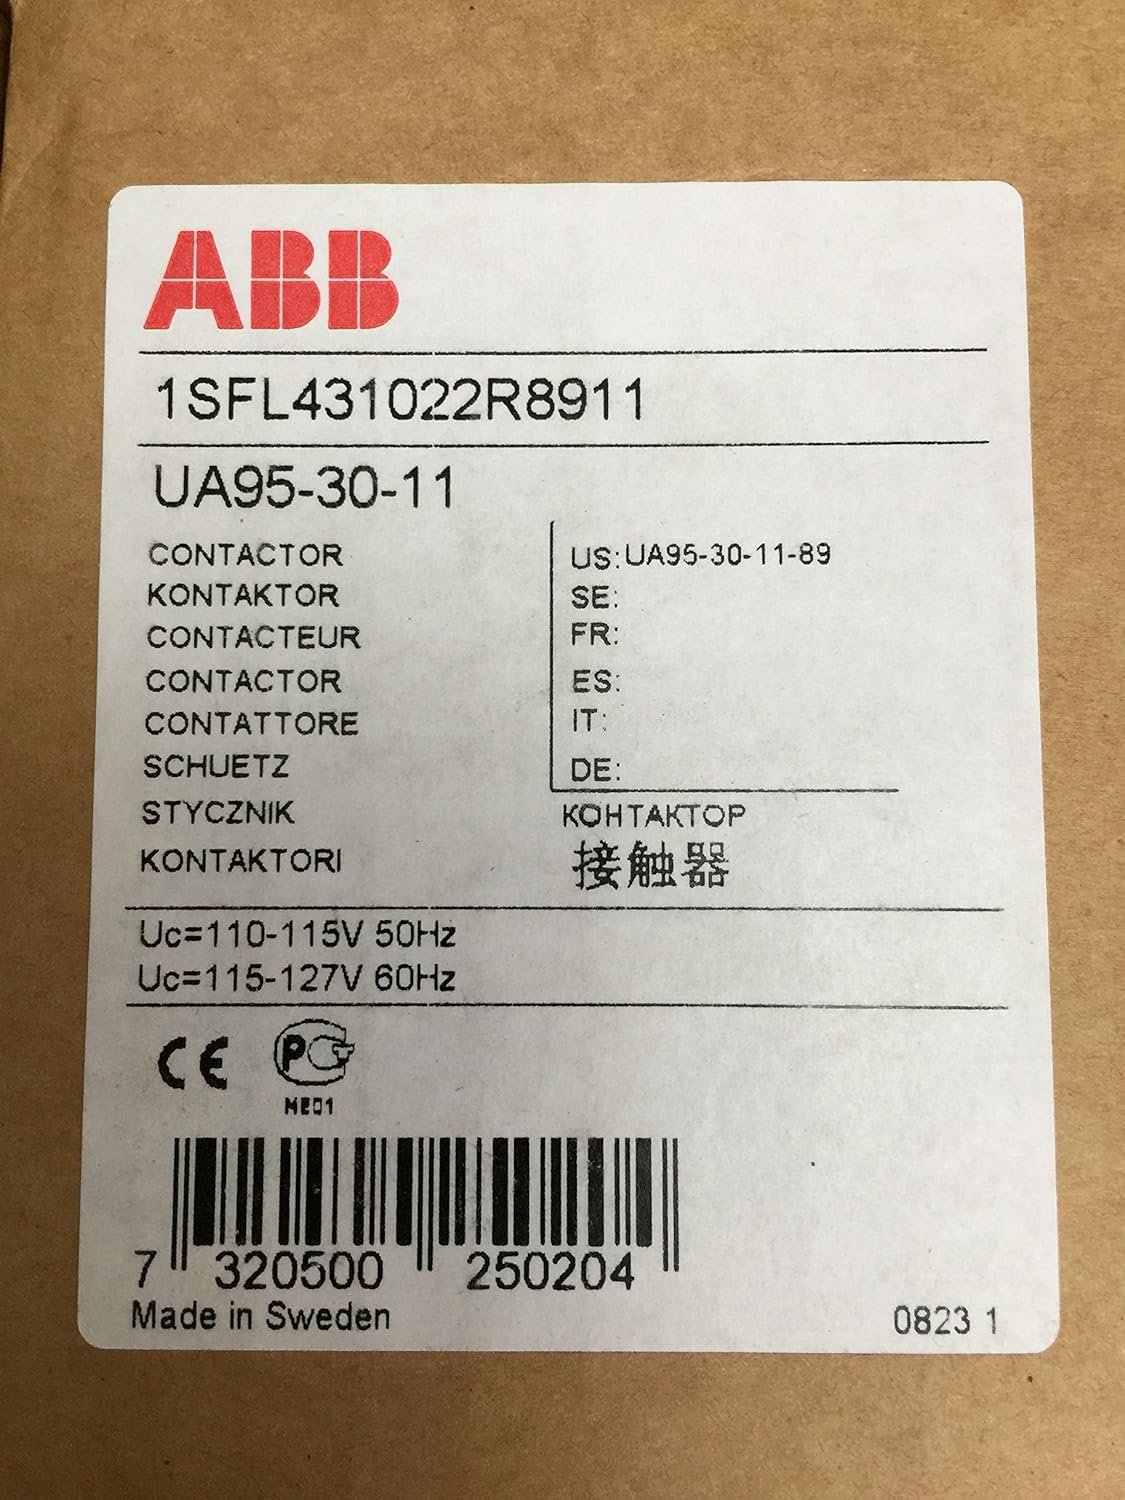 ABB
1SFL431022R8911
UA95-30-11
CONTACTOR
KONTAKTOR
CONTACTEUR
CONTACTOR
CONTATTORE
SCHUETZ
STYCZNIK
KONTAKTORI
US:UA95-30-11-89
SE:
FR:
ES:
IT:
DE:
КОНТАКТОР
接触器
Uc=110-115V 50Hz
Uc=115-127V 60Hz
CE
ME01
7 320500 250204
Made in Sweden
0823 1